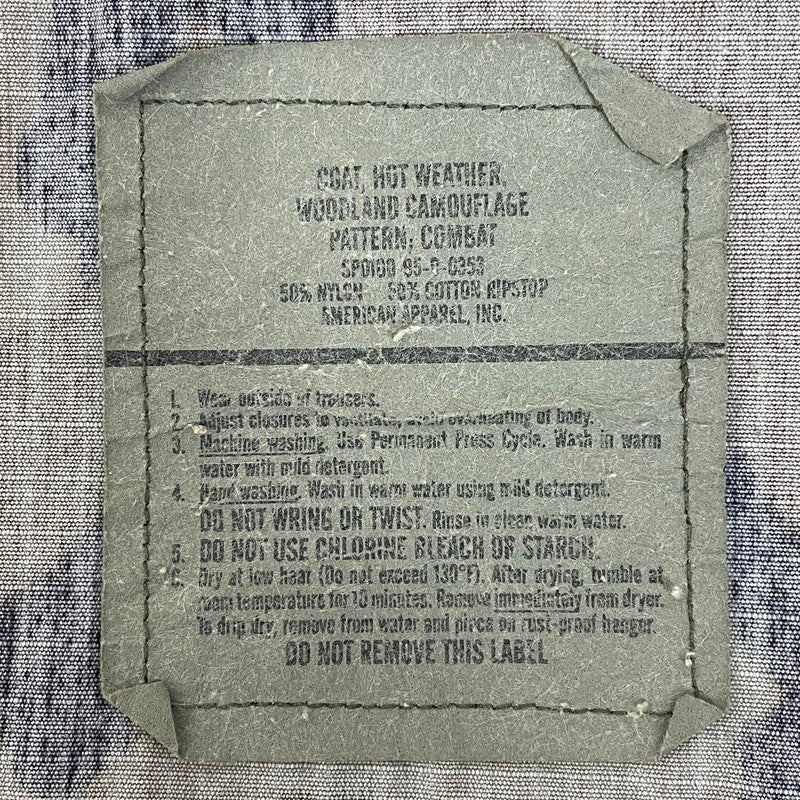 COAT, HOT WEATHER,
WOODLAND CAMOUFLAGE
PATTERN: COMBAT
SP0100-95-D-0353
50% NYLON 50% COTTON RIPSTOP
AMERICAN APPAREL, INC.
1. Wear outside of trousers.
2. Adjust closures to ventilate, avoid overheating of body.
3. Machine washing. Use Permanent Press Cycle. Wash in warm
water with mild detergent.
4. Hand washing. Wash in warm water using mild detergent.
DO NOT WRING OR TWIST. Rinse in clean warm water.
5. DO NOT USE CHLORINE BLEACH OR STARCH.
6. Dry at low heat (Do not exceed 130°F). After drying, tumble at
room temperature for 10 minutes. Remove immediately from dryer.
To drip dry, remove from water and place on rust-proof hanger.
DO NOT REMOVE THIS LABEL